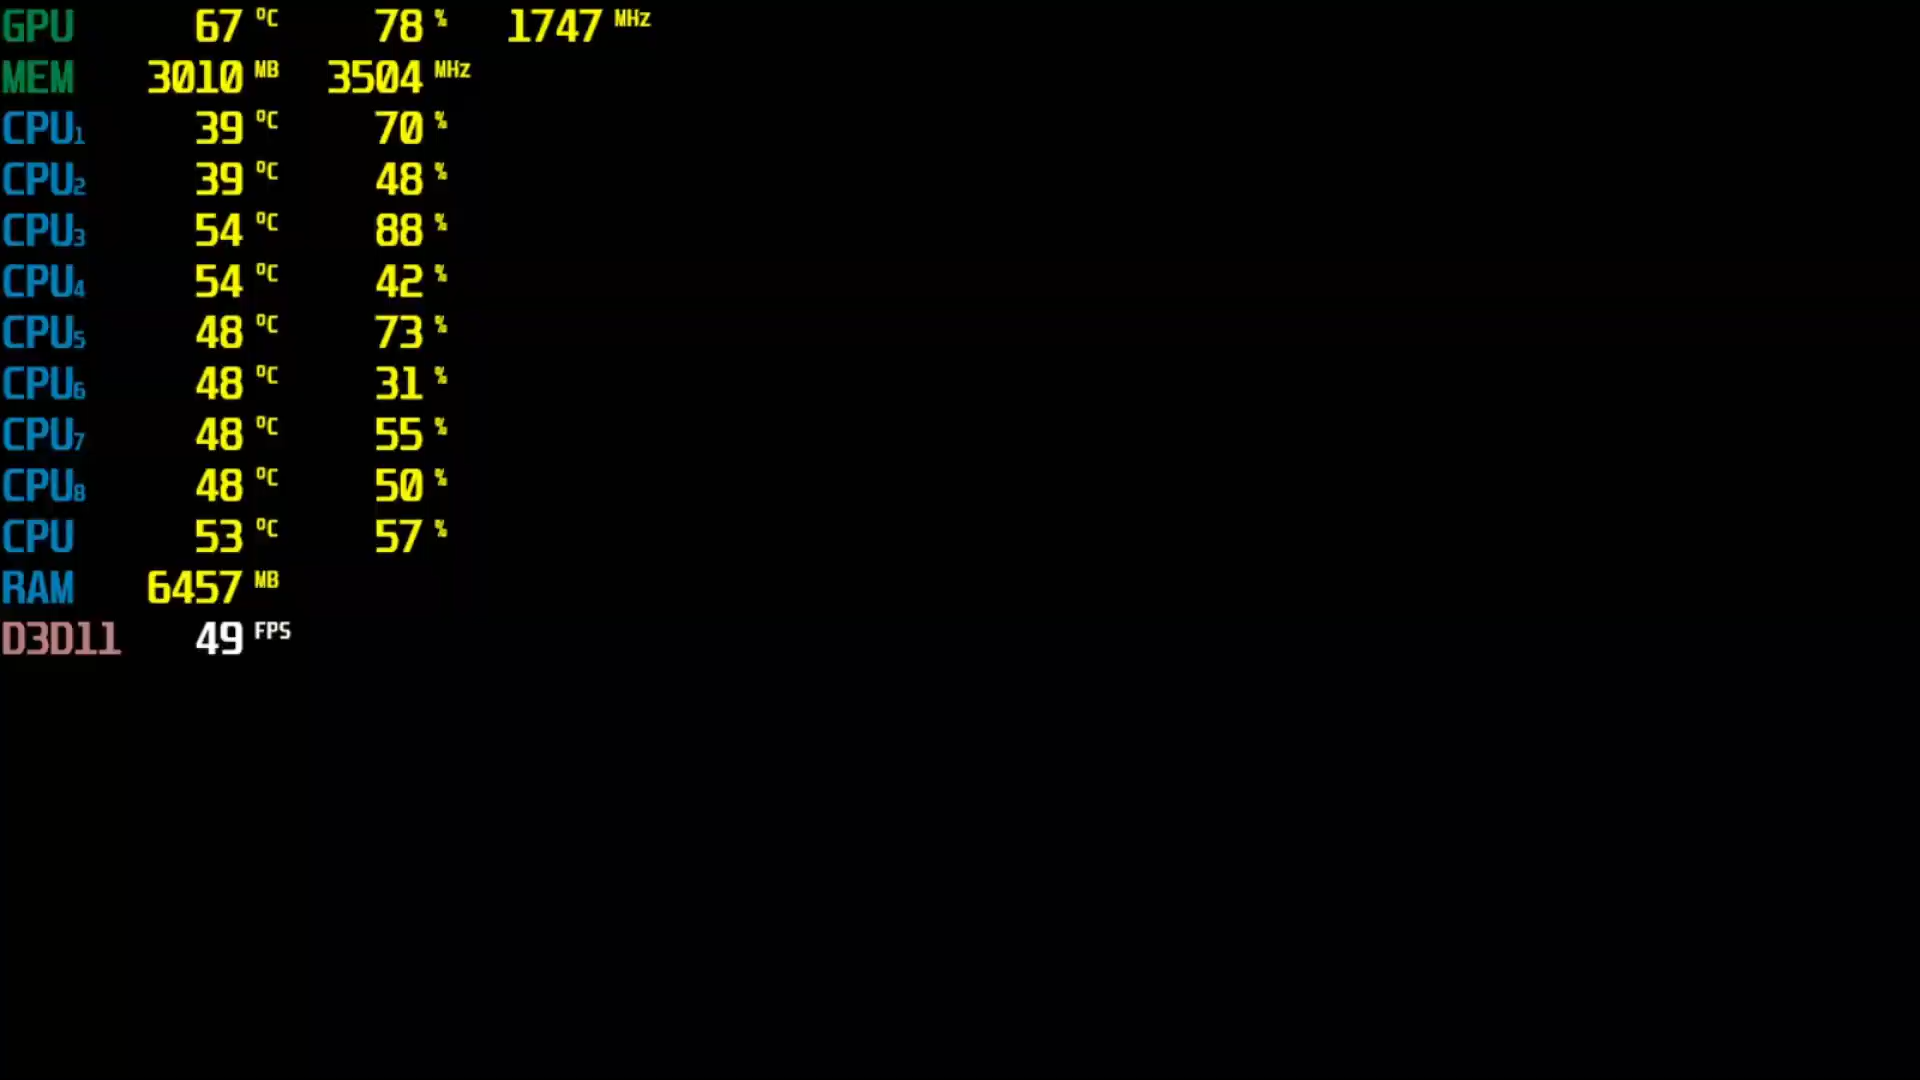 GPU 67 °C 78 % 1747 MHz
MEM 3010 MB 3504 MHz
CPU1 39 °C 70 %
CPU2 39 °C 48 %
CPU3 54 °C 88 %
CPU4 54 °C 42 %
CPU5 48 °C 73 %
CPU6 48 °C 31 %
CPU7 48 °C 55 %
CPU8 48 °C 50 %
CPU 53 °C 57 %
RAM 6457 MB
D3D11 49 FPS